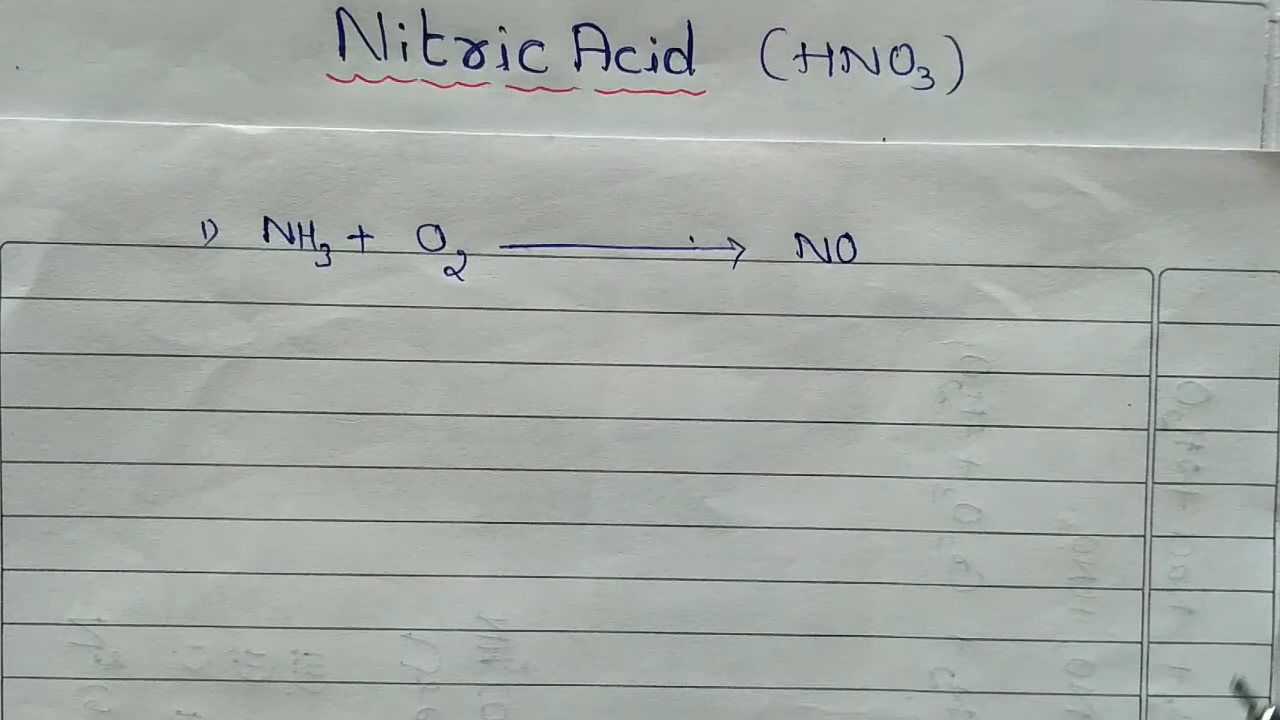 Nitric Acid (HNO₃)
1) NH₃ + O₂ ⟶ NO